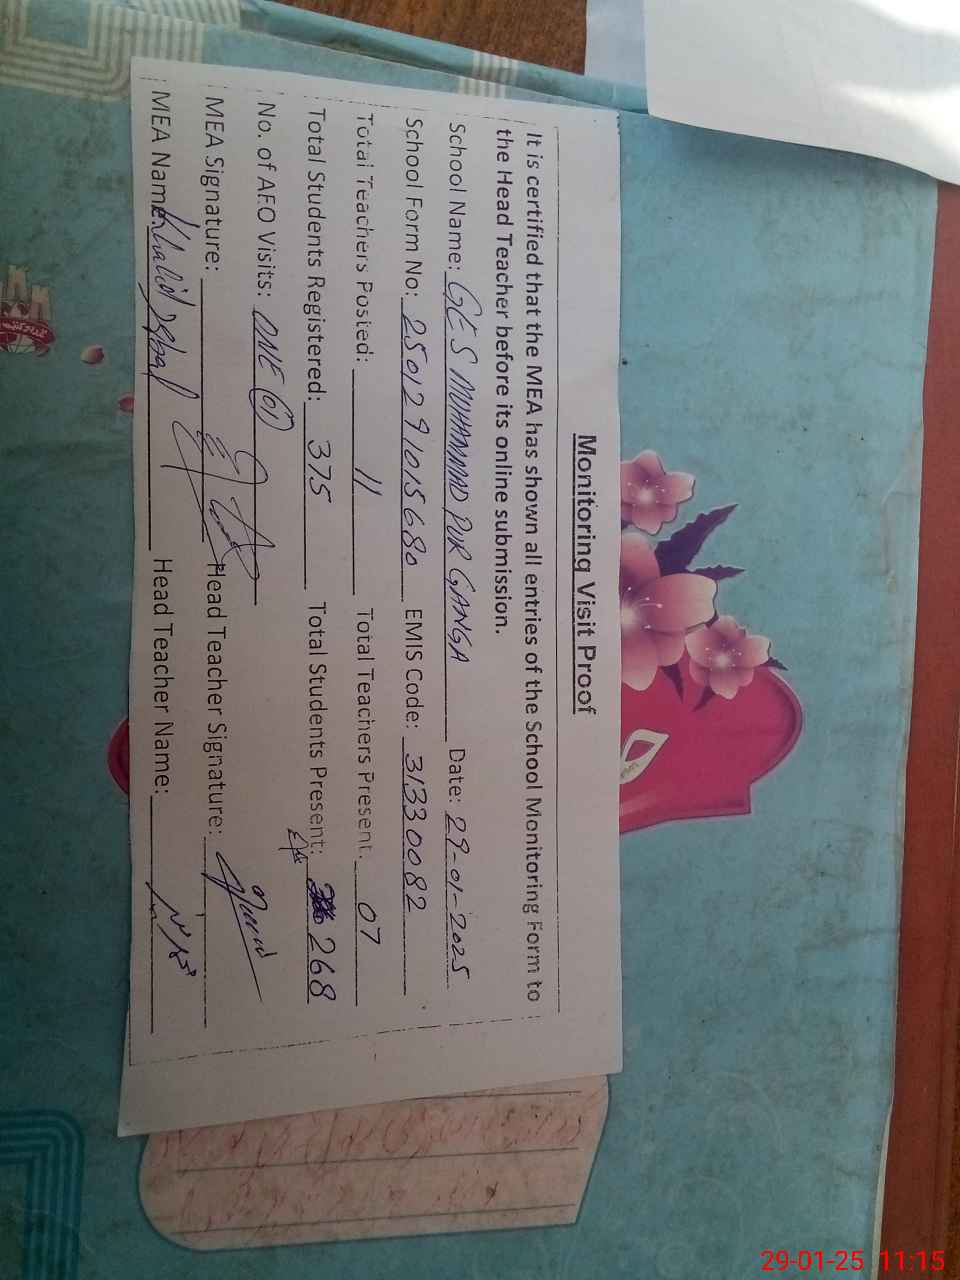 Monitoring Visit Proof
It is certified that the MEA has shown all entries of the School Monitoring Form to
the Head Teacher before its online submission.
School Name: GES MUHAMMAD PUR GANGA Date: 29-01-2025
School Form No: 2501291015680 EMIS Code: 31330082
Total Teachers Posted: 11 Total Teachers Present: 07
Total Students Registered: 375 Total Students Present: 268
No. of AEO Visits: ONE (01)
MEA Signature: Head Teacher Signature:
MEA Name: Khalid Iqbal Head Teacher Name:
29-01-25 11:15